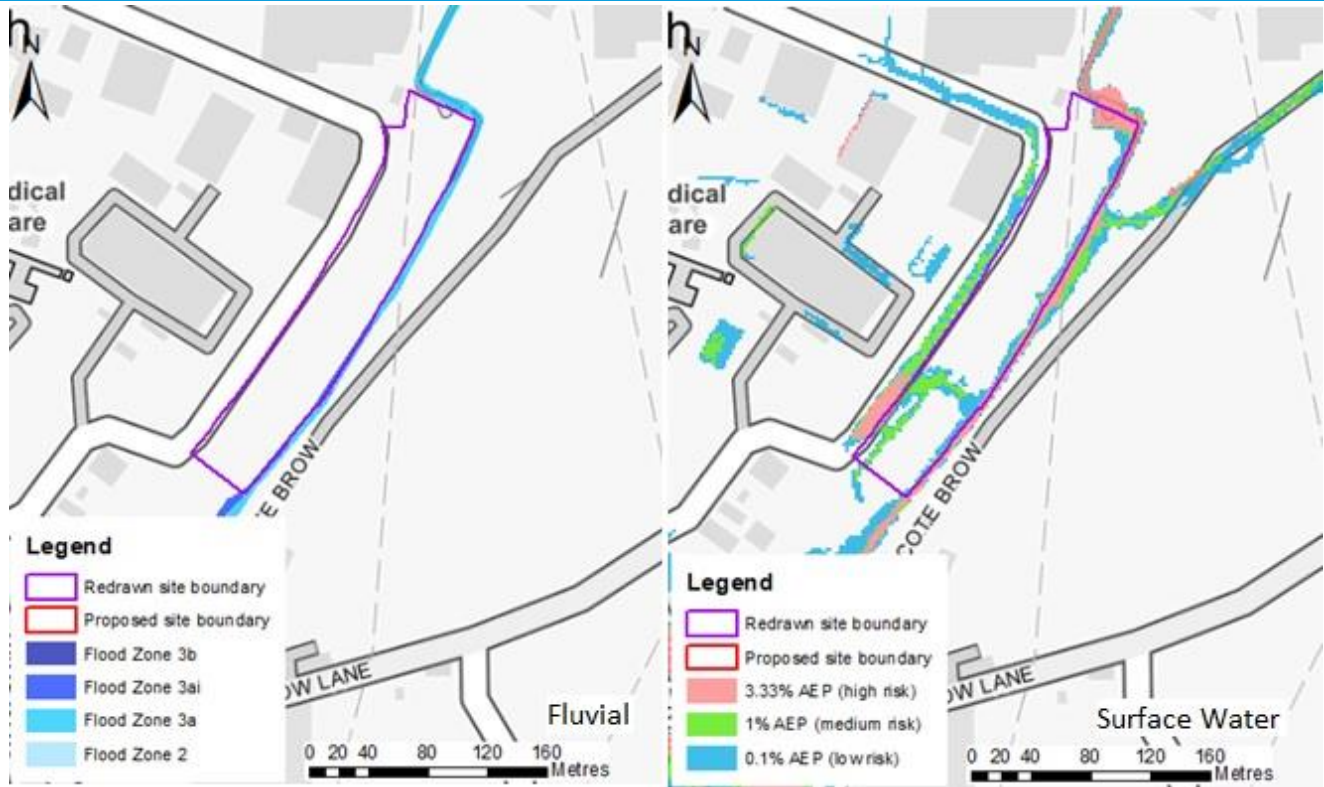 h
N
dical
are
TE BROW
OW LANE
Legend
Redrawn site boundary
Proposed site boundary
Flood Zone 3b
Flood Zone 3ai
Flood Zone 3a
Flood Zone 2
Fluvial
0 20 40 80 120 160
Metres
h
N
dical
are
COTE BROW
OW LANE
Legend
Redrawn site boundary
Proposed site boundary
3.33% AEP (high risk)
1% AEP (medium risk)
0.1% AEP (low risk)
Surface Water
0 20 40 80 120 160
Metres